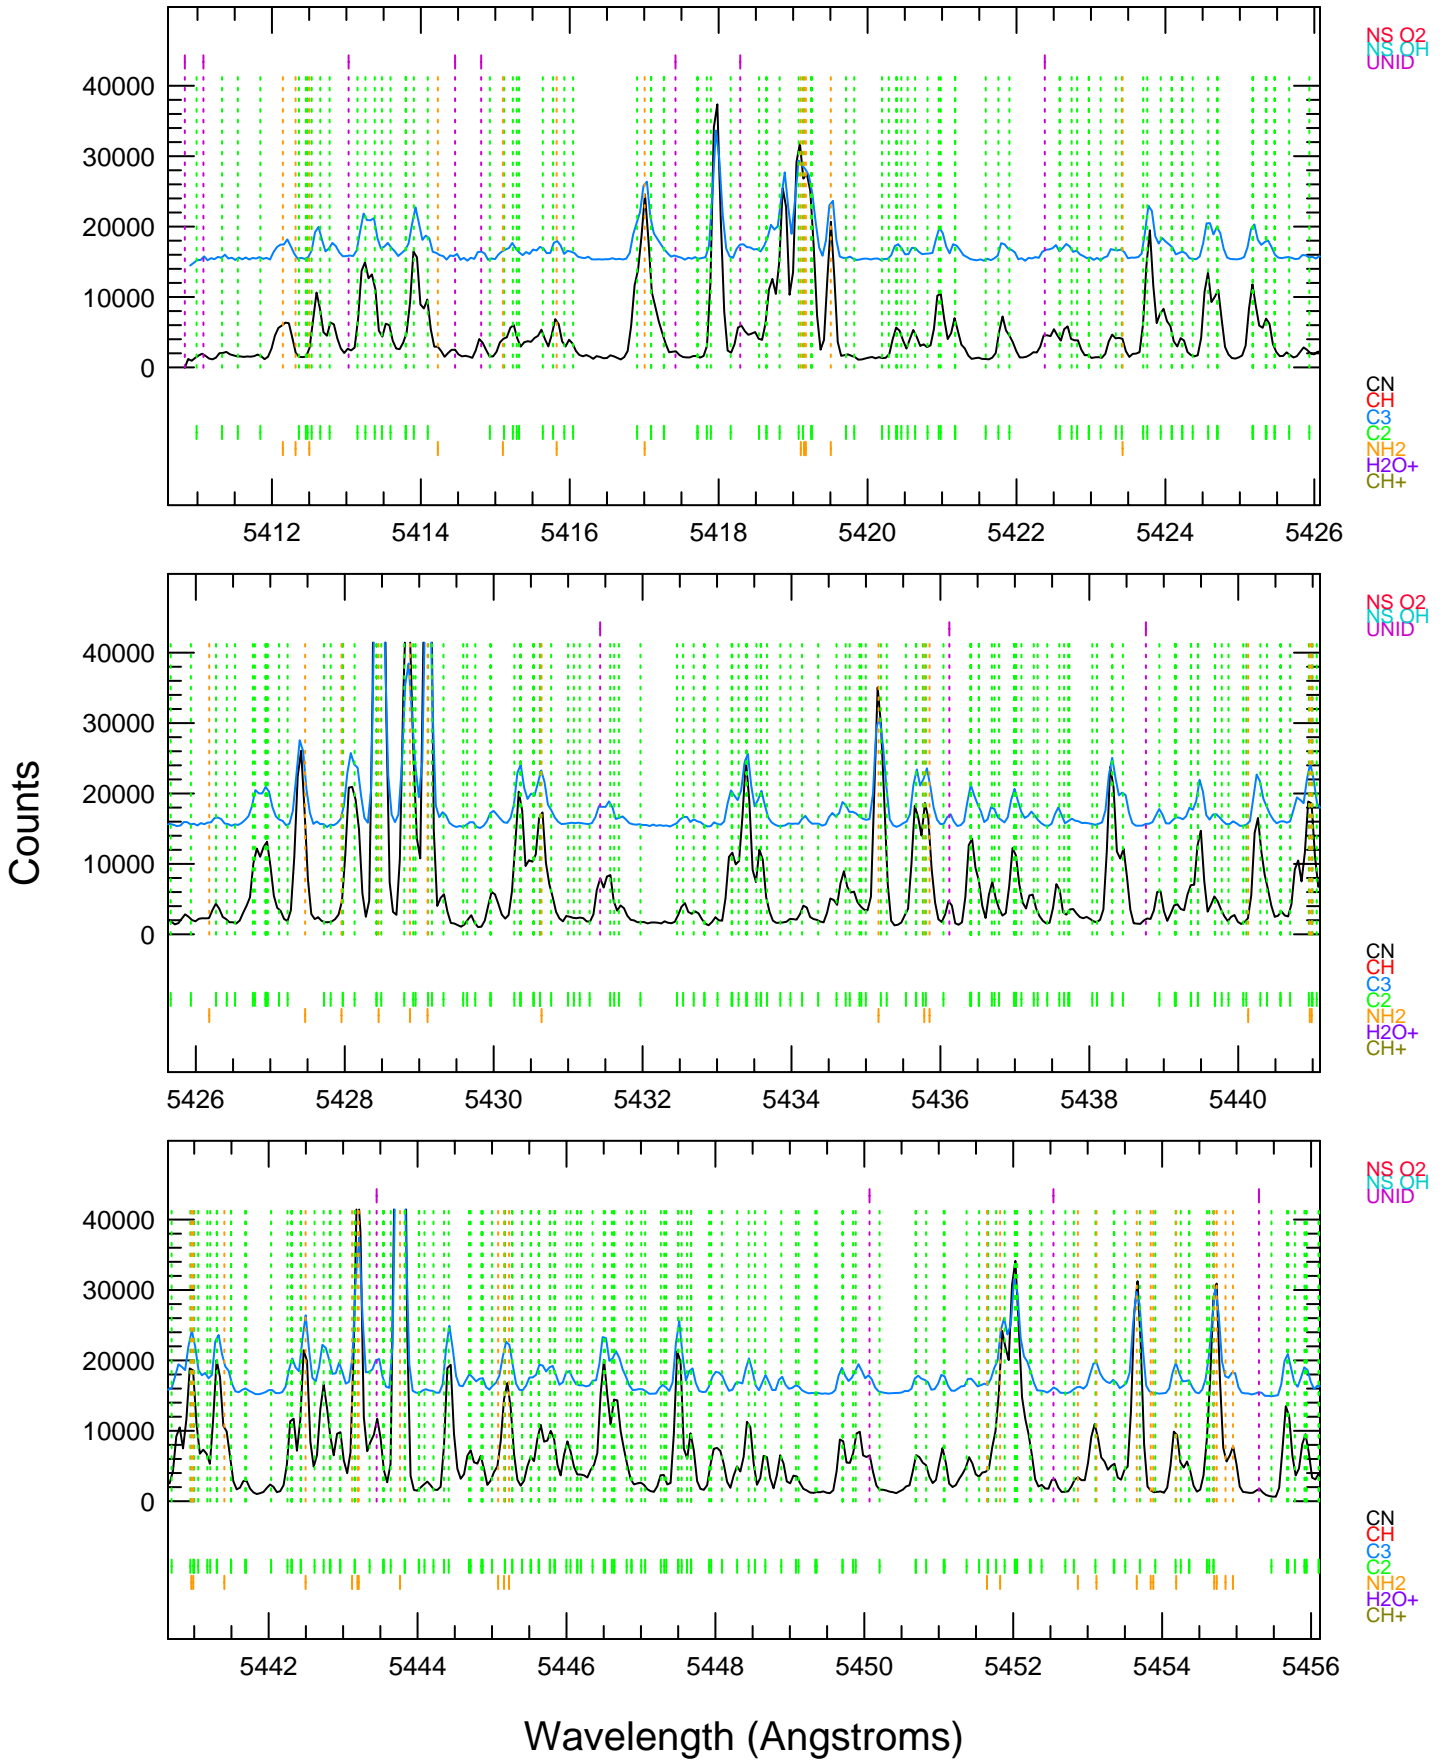 NS O2
NS OH
UNID
40000
30000
20000
10000
0
CN
CH
C3
C2
NH2
H2O+
CH+
5412 5414 5416 5418 5420 5422 5424 5426
NS O2
NS OH
UNID
40000
30000
20000
10000
0
Counts
CN
CH
C3
C2
NH2
H2O+
CH+
5426 5428 5430 5432 5434 5436 5438 5440
NS O2
NS OH
UNID
40000
30000
20000
10000
0
CN
CH
C3
C2
NH2
H2O+
CH+
5442 5444 5446 5448 5450 5452 5454 5456
Wavelength (Angstroms)